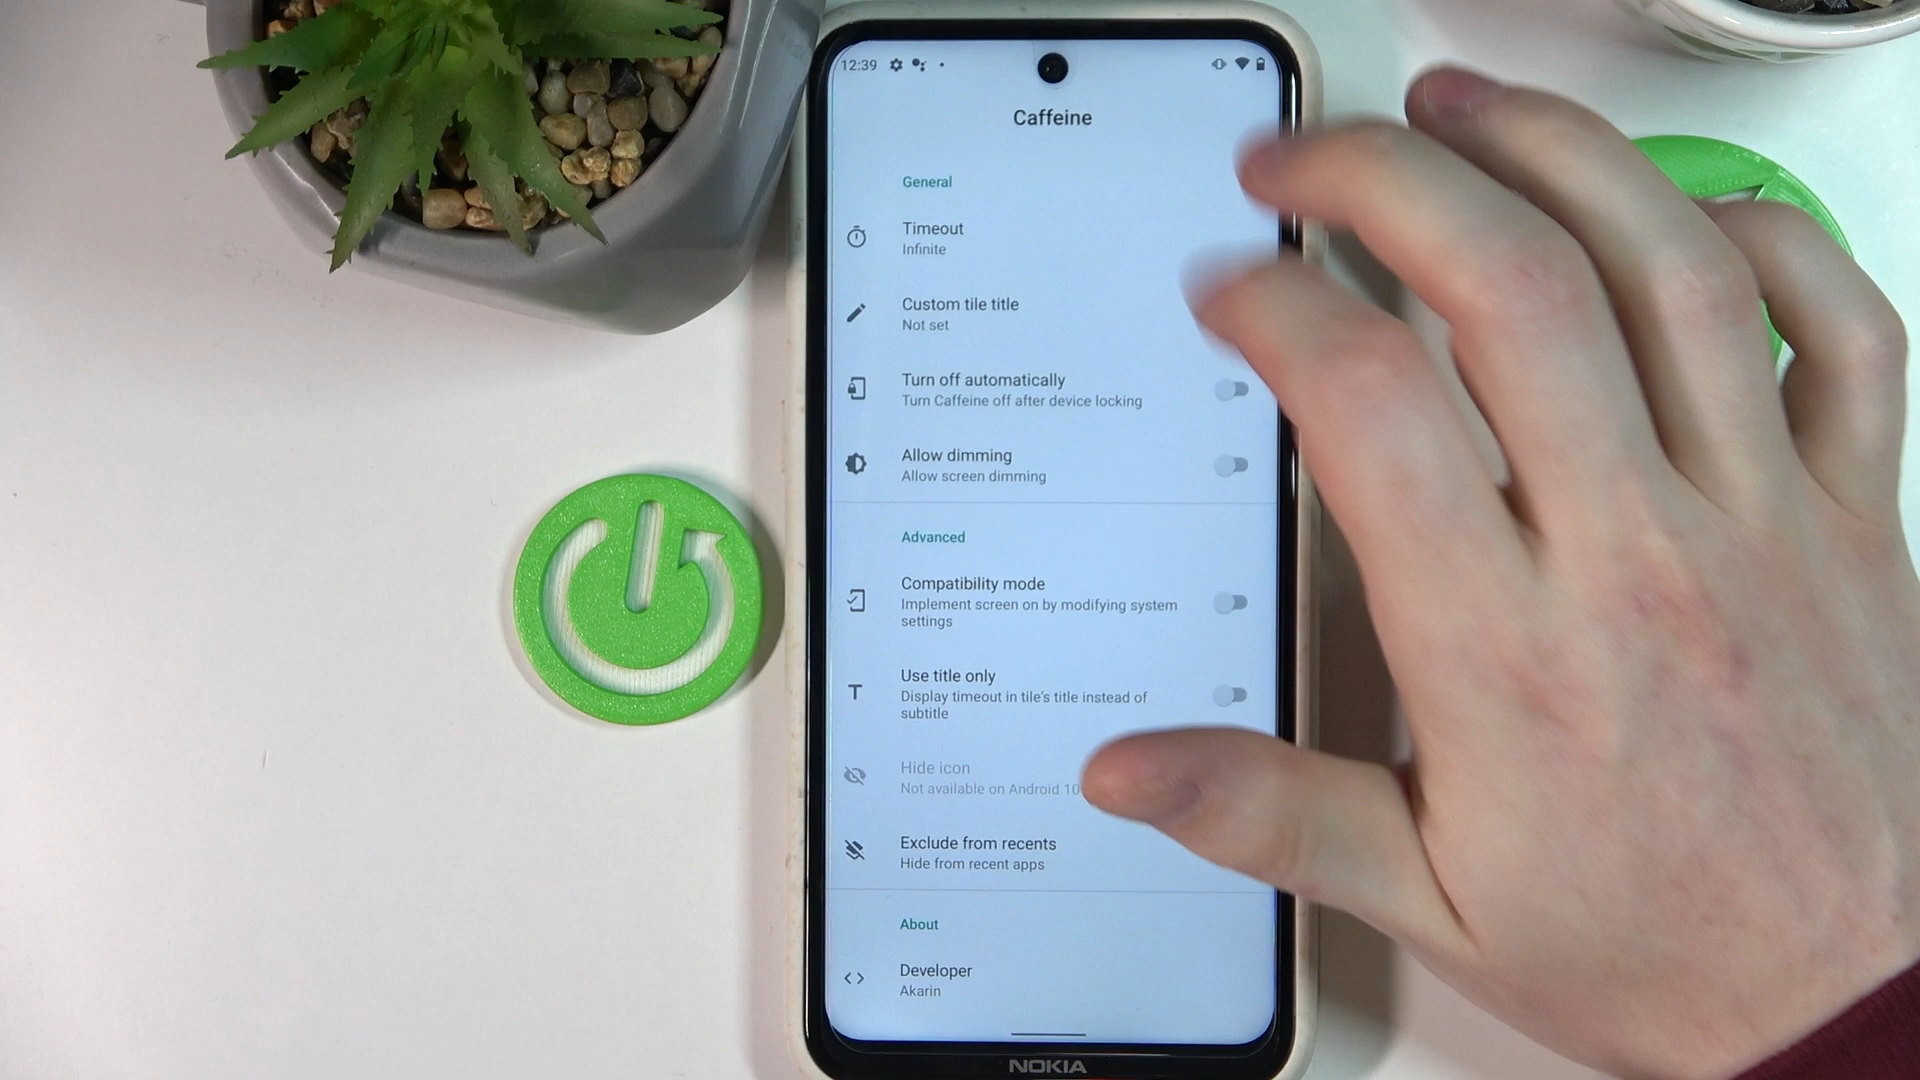 12:39
Caffeine
General
Timeout
Infinite
Custom tile title
Not set
Turn off automatically
Turn Caffeine off after device locking
Allow dimming
Allow screen dimming
Advanced
Compatibility mode
Implement screen on by modifying system
settings
Use title only
Display timeout in tile's title instead of
subtitle
Hide icon
Not available on Android 10
Exclude from recents
Hide from recent apps
About
Developer
Akarin
NOKIA